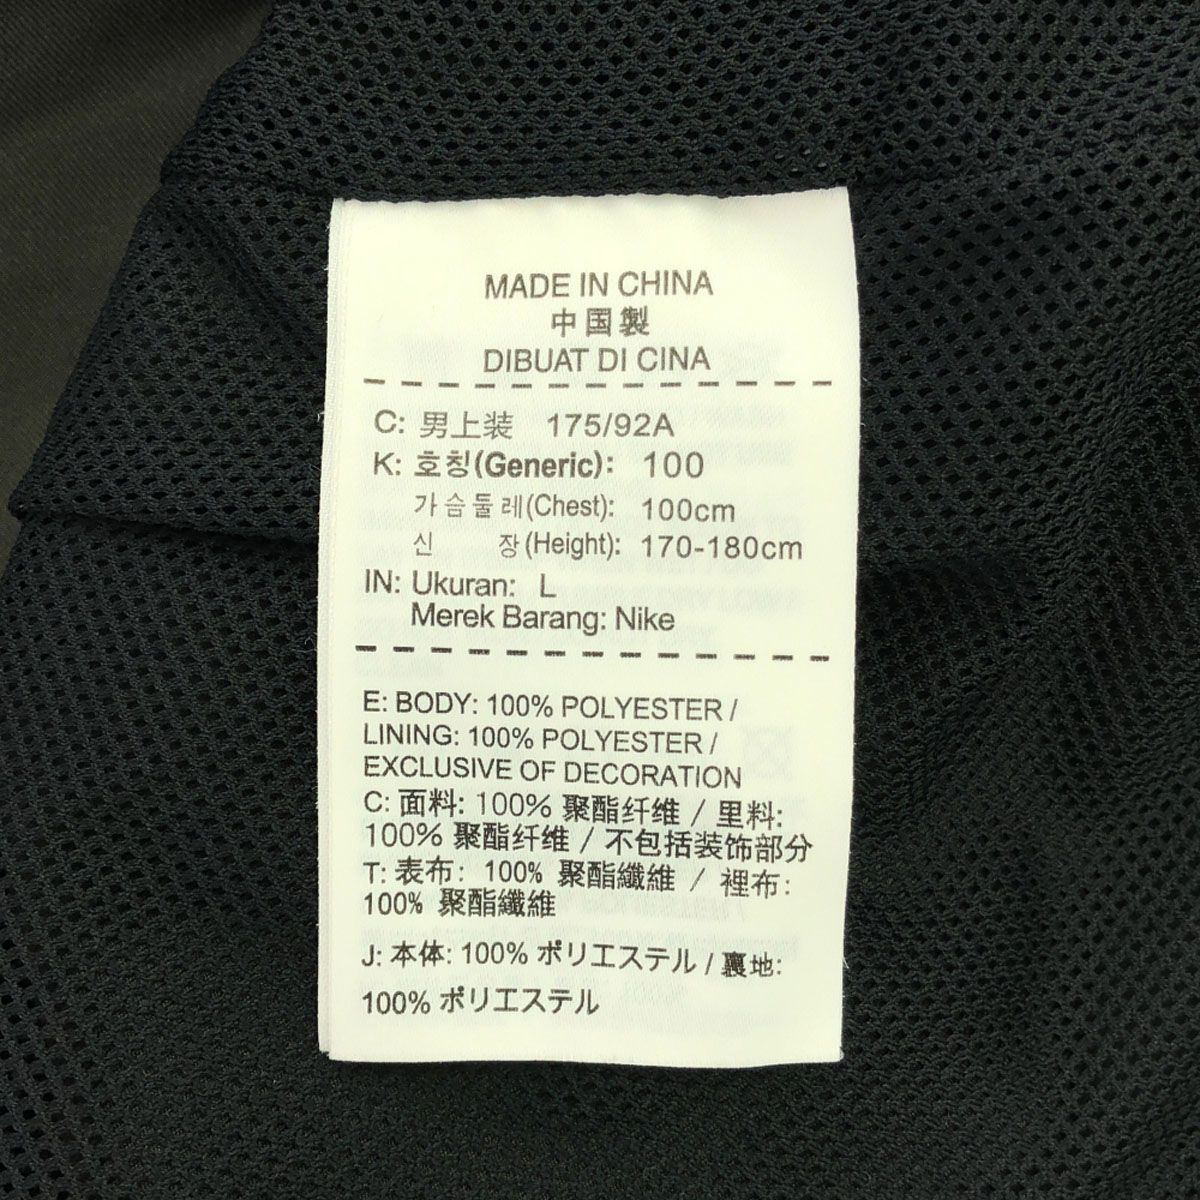 MADE IN CHINA
中国製
DIBUAT DI CINA
C: 男上装 175/92A
K: 호칭(Generic): 100
가슴둘레(Chest): 100cm
신 장(Height): 170-180cm
IN: Ukuran: L
Merek Barang: Nike
E: BODY: 100% POLYESTER /
LINING: 100% POLYESTER /
EXCLUSIVE OF DECORATION
C: 面料: 100% 聚酯纤维 / 里料:
100% 聚酯纤维 / 不包括装饰部分
T: 表布: 100% 聚酯纖維 / 裡布:
100% 聚酯纖維
J: 本体: 100% ポリエステル / 裏地:
100% ポリエステル